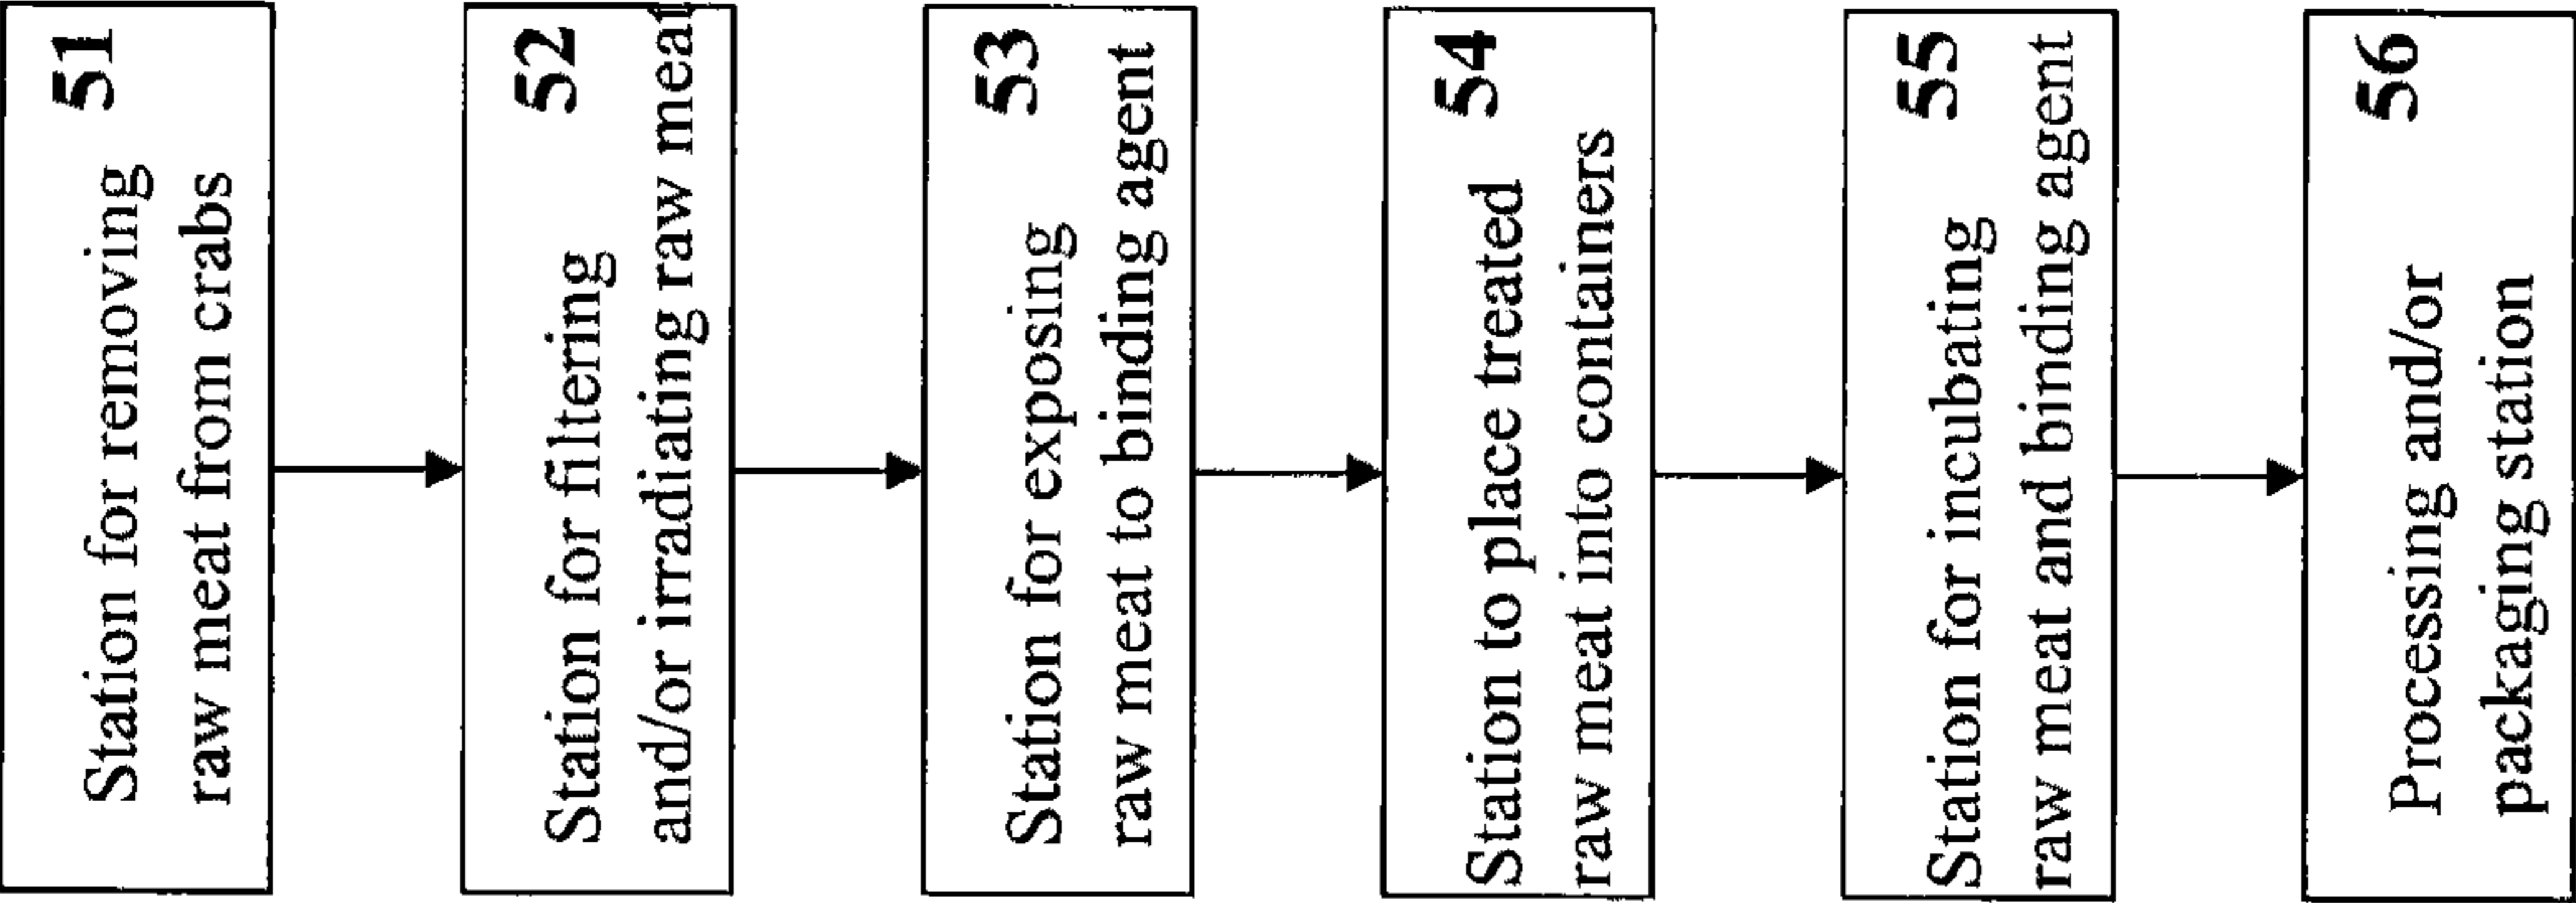 51
Station for removing
raw meat from crabs
52
Station for filtering
and/or irradiating raw meat
53
Station for exposing
raw meat to binding agent
54
Station to place treated
raw meat into containers
55
Station for incubating
raw meat and binding agent
56
Processing and/or
packaging station